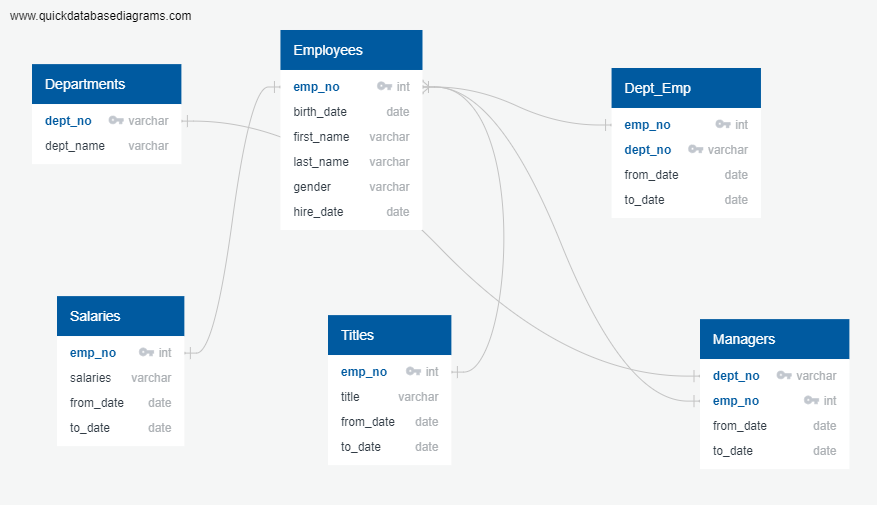 www.quickdatabasediagrams.com
Departments
dept_no varchar
dept_name varchar
Employees
emp_no int
birth_date date
first_name varchar
last_name varchar
gender varchar
hire_date date
Dept_Emp
emp_no int
dept_no varchar
from_date date
to_date date
Salaries
emp_no int
salaries varchar
from_date date
to_date date
Titles
emp_no int
title varchar
from_date date
to_date date
Managers
dept_no varchar
emp_no int
from_date date
to_date date